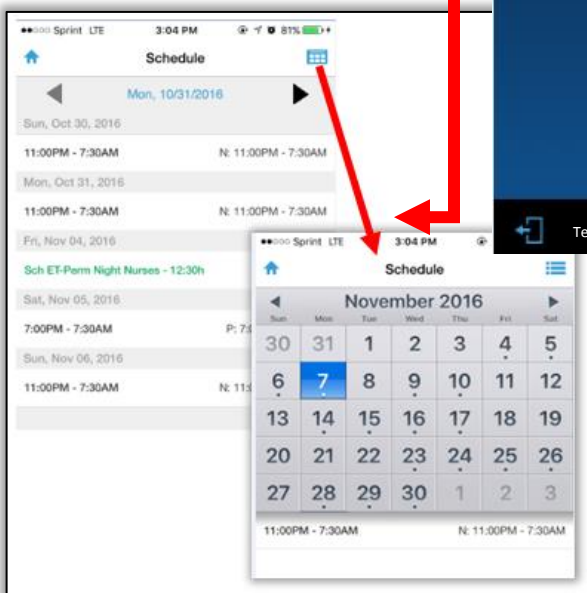 Sprint LTE 3:04 PM 81%
Schedule
Mon, 10/31/2016
Sun, Oct 30, 2016
11:00PM - 7:30AM N: 11:00PM - 7:30AM
Mon, Oct 31, 2016
11:00PM - 7:30AM N: 11:00PM - 7:30AM
Fri, Nov 04, 2016
Sch ET-Perm Night Nurses - 12:30h
Sat, Nov 05, 2016
7:00PM - 7:30AM P: 7:
Sun, Nov 06, 2016
11:00PM - 7:30AM N: 11:
Te
Sprint LTE 3:04 PM
Schedule
November 2016
Sun Mon Tue Wed Thu Fri Sat
30 31 1 2 3 4 5
6 7 8 9 10 11 12
13 14 15 16 17 18 19
20 21 22 23 24 25 26
27 28 29 30 1 2 3
11:00PM - 7:30AM N: 11:00PM - 7:30AM